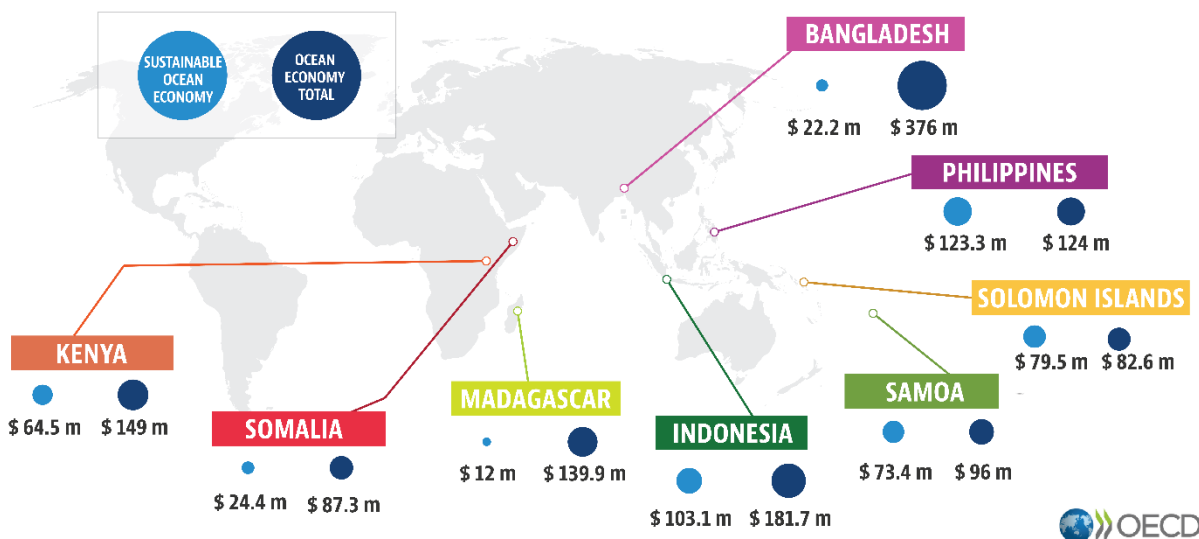 SUSTAINABLE
OCEAN
ECONOMY
OCEAN
ECONOMY
TOTAL
BANGLADESH
$ 22.2 m $ 376 m
PHILIPPINES
$ 123.3 m $ 124 m
SOLOMON ISLANDS
$ 79.5 m $ 82.6 m
KENYA
$ 64.5 m $ 149 m
SOMALIA
$ 24.4 m $ 87.3 m
MADAGASCAR
$ 12 m $ 139.9 m
INDONESIA
$ 103.1 m $ 181.7 m
SAMOA
$ 73.4 m $ 96 m
OECD